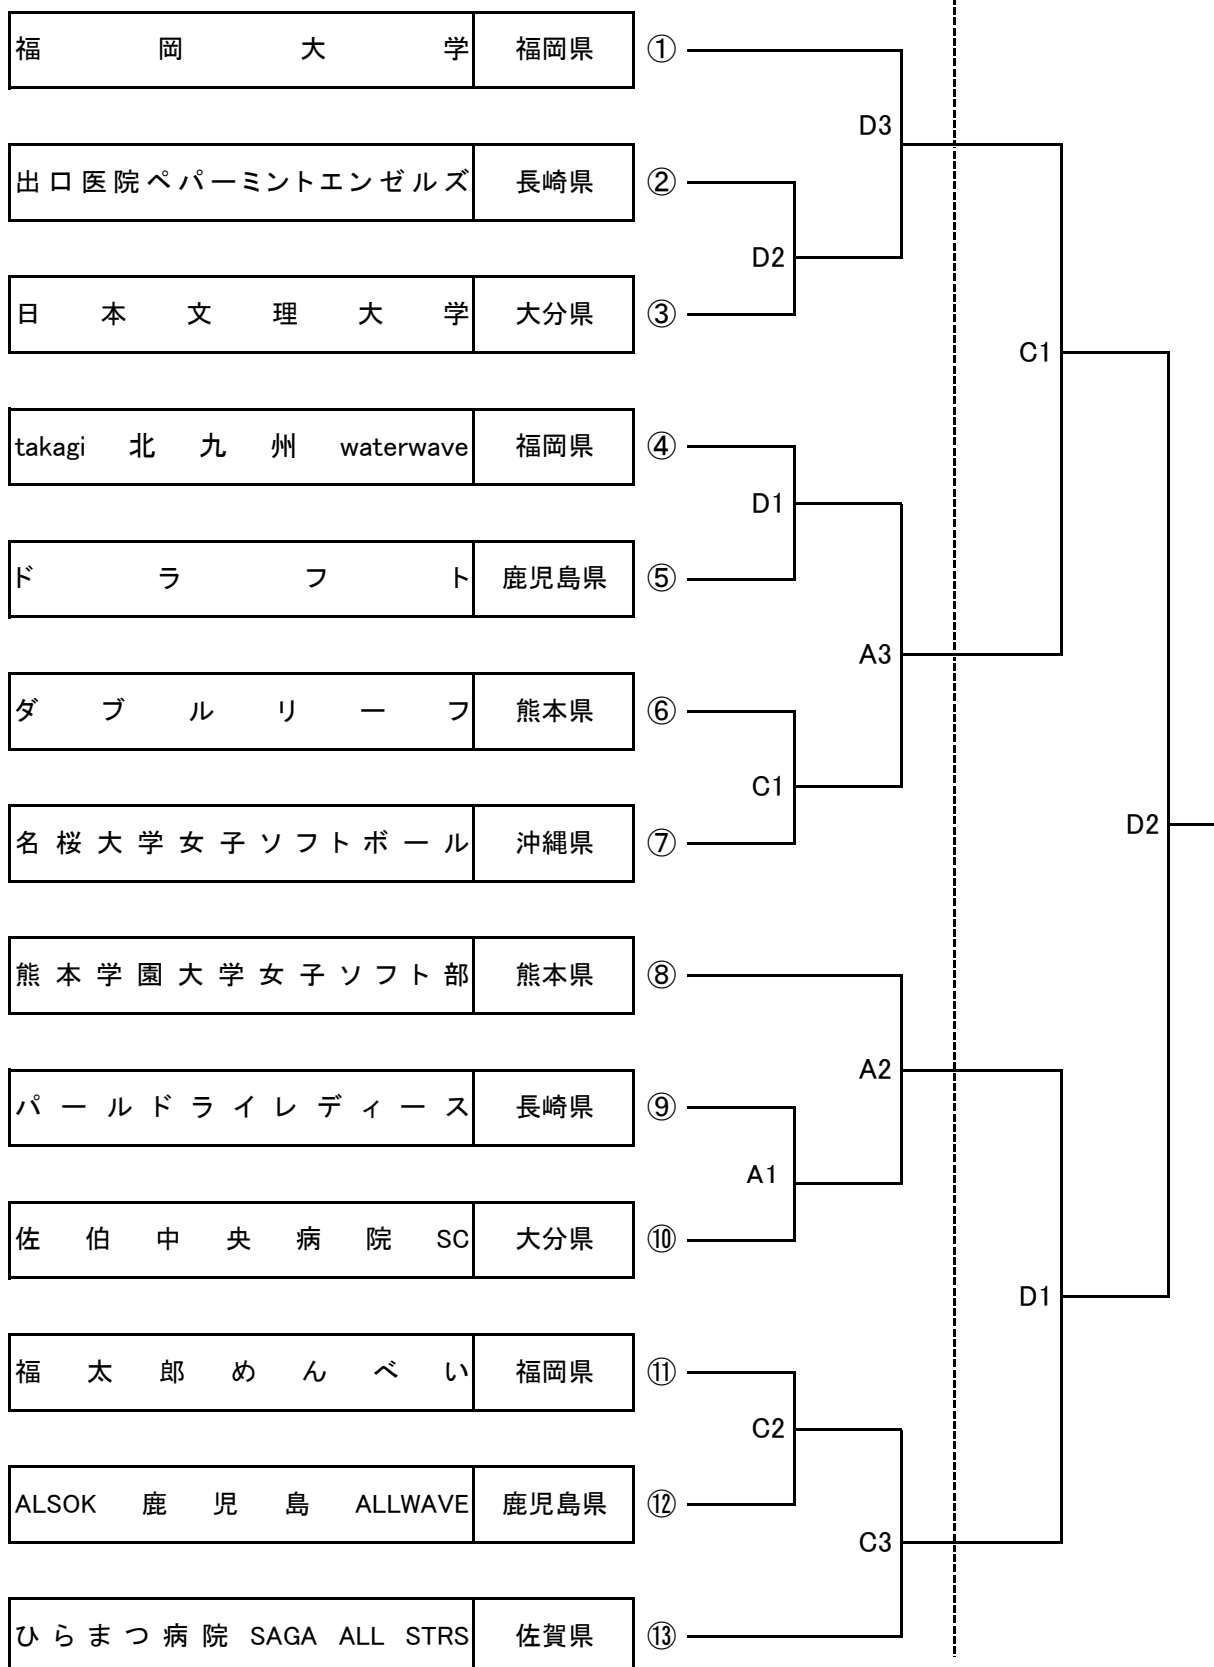 福岡大学 福岡県 ①
D3
出口医院ペパーミントエンゼルズ 長崎県 ②
D2
日本文理大学 大分県 ③
C1
takagi 北九州 waterwave 福岡県 ④
D1
ドラフト 鹿児島県 ⑤
A3
ダブルリーフ 熊本県 ⑥
C1
D2
名桜大学女子ソフトボール 沖縄県 ⑦
熊本学園大学女子ソフト部 熊本県 ⑧
A2
パールドライレディース 長崎県 ⑨
A1
佐伯中央病院 SC 大分県 ⑩
D1
福太郎めんべい 福岡県 ⑪
C2
ALSOK 鹿児島 ALLWAVE 鹿児島県 ⑫
C3
ひらまつ病院 SAGA ALL STRS 佐賀県 ⑬